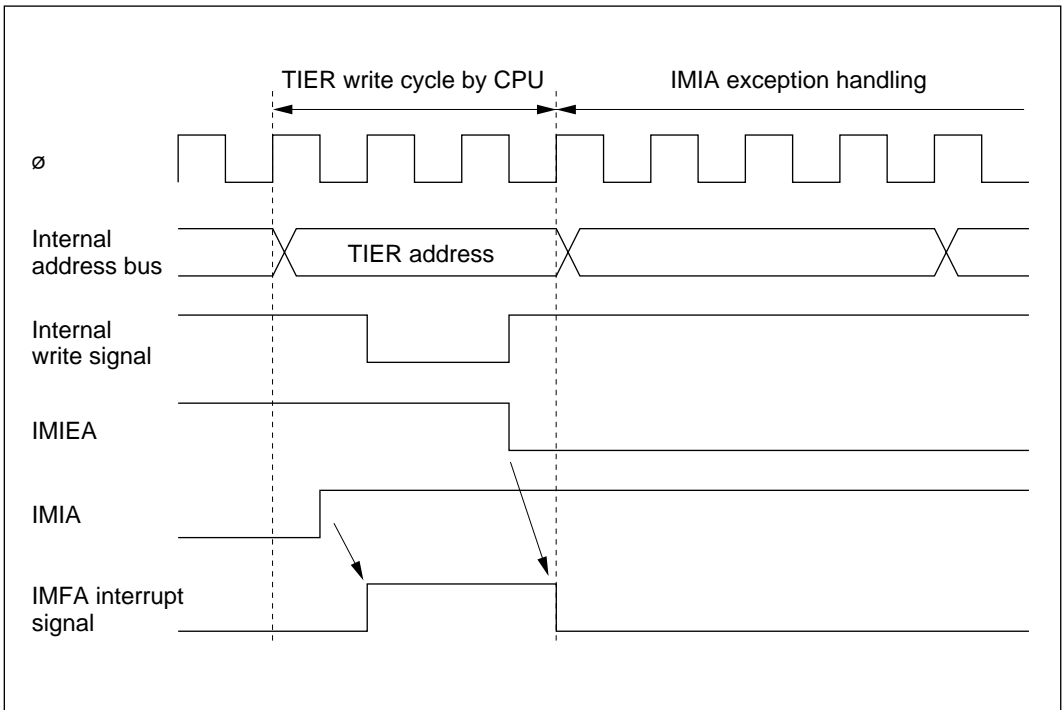 TIER write cycle by CPU
IMIA exception handling
ø
Internal
address bus
TIER address
Internal
write signal
IMIEA
IMIA
IMFA interrupt
signal